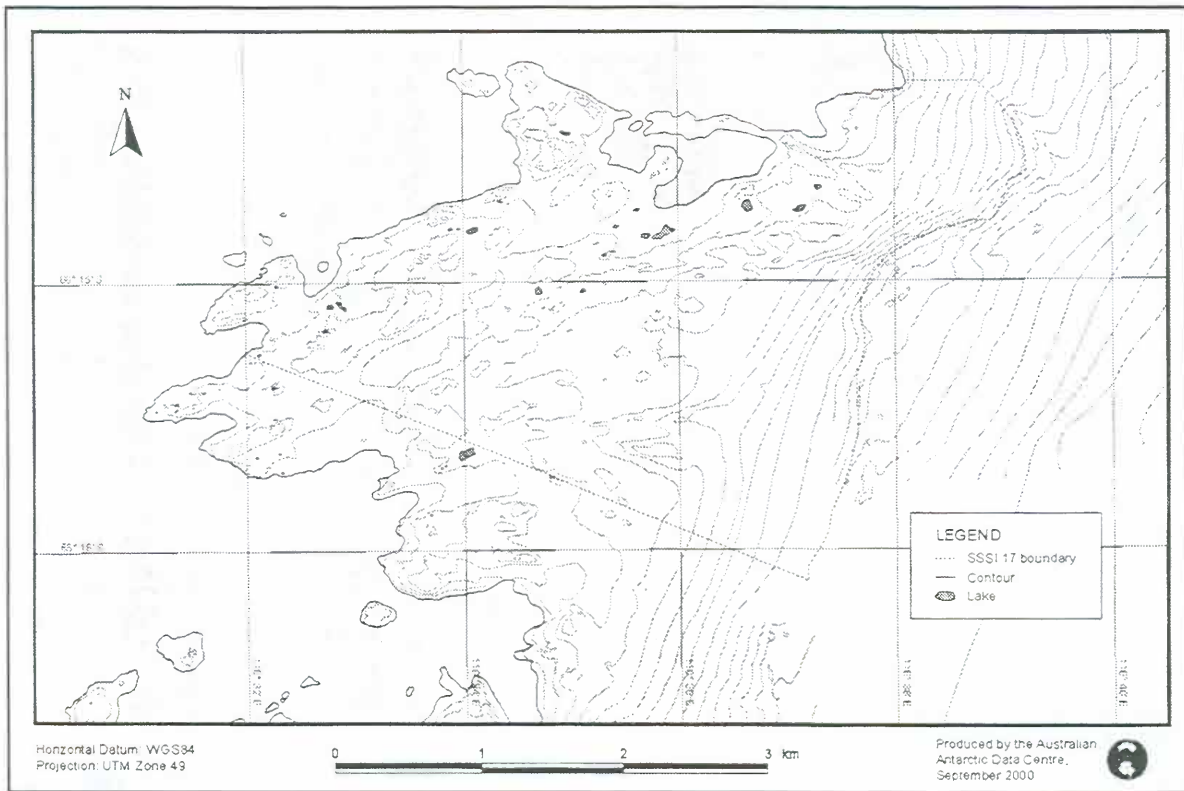 N
LEGEND
SSSI 17 boundary
Contour
Lake
Horizontal Datum: WGS84
Projection: UTM Zone 49
0 1 2 3 km
Produced by the Australian
Antarctic Data Centre,
September 2000